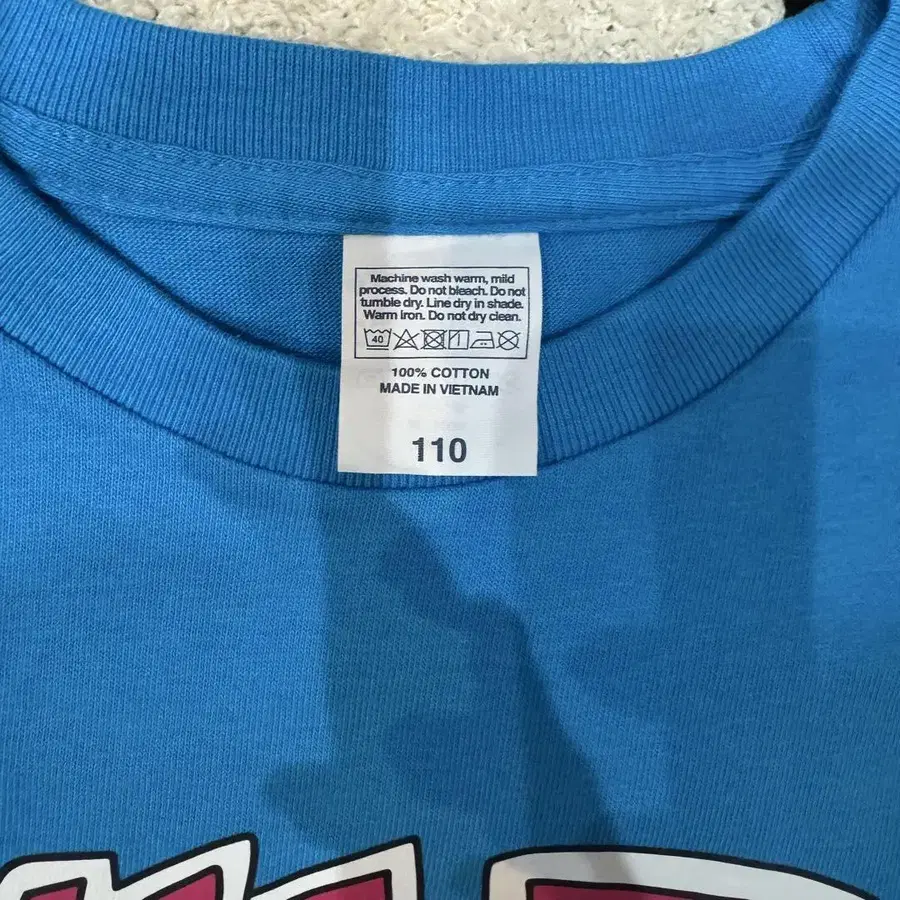 Machine wash warm, mild
process. Do not bleach. Do not
tumble dry. Line dry in shade.
Warm iron. Do not dry clean.
40
100% COTTON
MADE IN VIETNAM
110